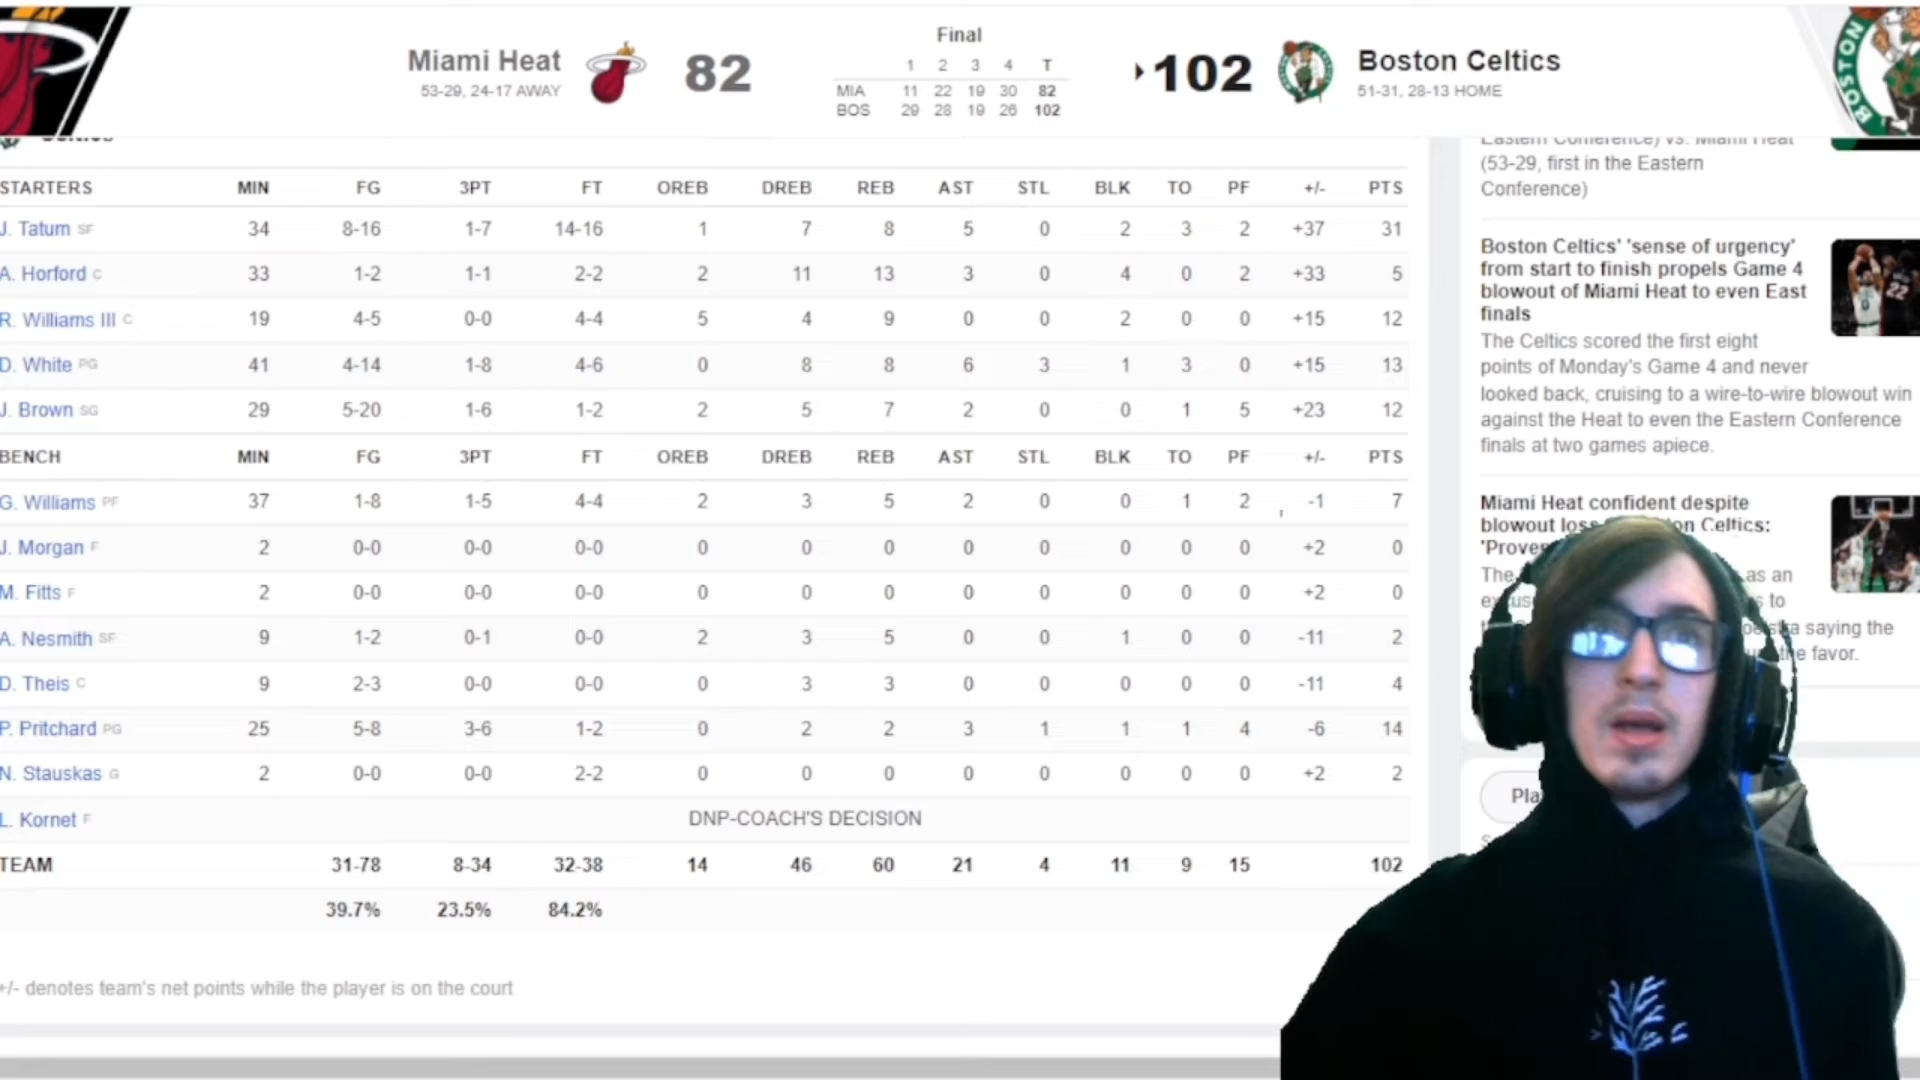 Final
Miami Heat 82 102 Boston Celtics
53-29, 24-17 AWAY 51-31, 28-13 HOME
1 2 3 4 T
MIA 11 22 19 30 82
BOS 29 28 19 26 102
BOSTON
STARTERS MIN FG 3PT FT OREB DREB REB AST STL BLK TO PF +/- PTS
J. Tatum SF 34 8-16 1-7 14-16 1 7 8 5 0 2 3 2 +37 31
A. Horford C 33 1-2 1-1 2-2 2 11 13 3 0 4 0 2 +33 5
R. Williams III C 19 4-5 0-0 4-4 5 4 9 0 0 2 0 0 +15 12
D. White PG 41 4-14 1-8 4-6 0 8 8 6 3 1 3 0 +15 13
J. Brown SG 29 5-20 1-6 1-2 2 5 7 2 0 0 1 5 +23 12
BENCH MIN FG 3PT FT OREB DREB REB AST STL BLK TO PF +/- PTS
G. Williams PF 37 1-8 1-5 4-4 2 3 5 2 0 0 1 2 -1 7
J. Morgan F 2 0-0 0-0 0-0 0 0 0 0 0 0 0 0 +2 0
M. Fitts F 2 0-0 0-0 0-0 0 0 0 0 0 0 0 0 +2 0
A. Nesmith SF 9 1-2 0-1 0-0 2 3 5 0 0 1 0 0 -11 2
D. Theis C 9 2-3 0-0 0-0 0 3 3 0 0 0 0 0 -11 4
P. Pritchard PG 25 5-8 3-6 1-2 0 2 2 3 1 1 1 4 -6 14
N. Stauskas G 2 0-0 0-0 2-2 0 0 0 0 0 0 0 0 +2 2
L. Kornet F DNP-COACH'S DECISION
TEAM 31-78 8-34 32-38 14 46 60 21 4 11 9 15 102
39.7% 23.5% 84.2%
+/- denotes team's net points while the player is on the court
Eastern Conference) vs. Miami Heat
(53-29, first in the Eastern
Conference)
Boston Celtics' 'sense of urgency'
from start to finish propels Game 4
blowout of Miami Heat to even East
finals
The Celtics scored the first eight
points of Monday's Game 4 and never
looked back, cruising to a wire-to-wire blowout win
against the Heat to even the Eastern Conference
finals at two games apiece.
Miami Heat confident despite
blowout Celtics:
The as an
to
saying the
the favor.